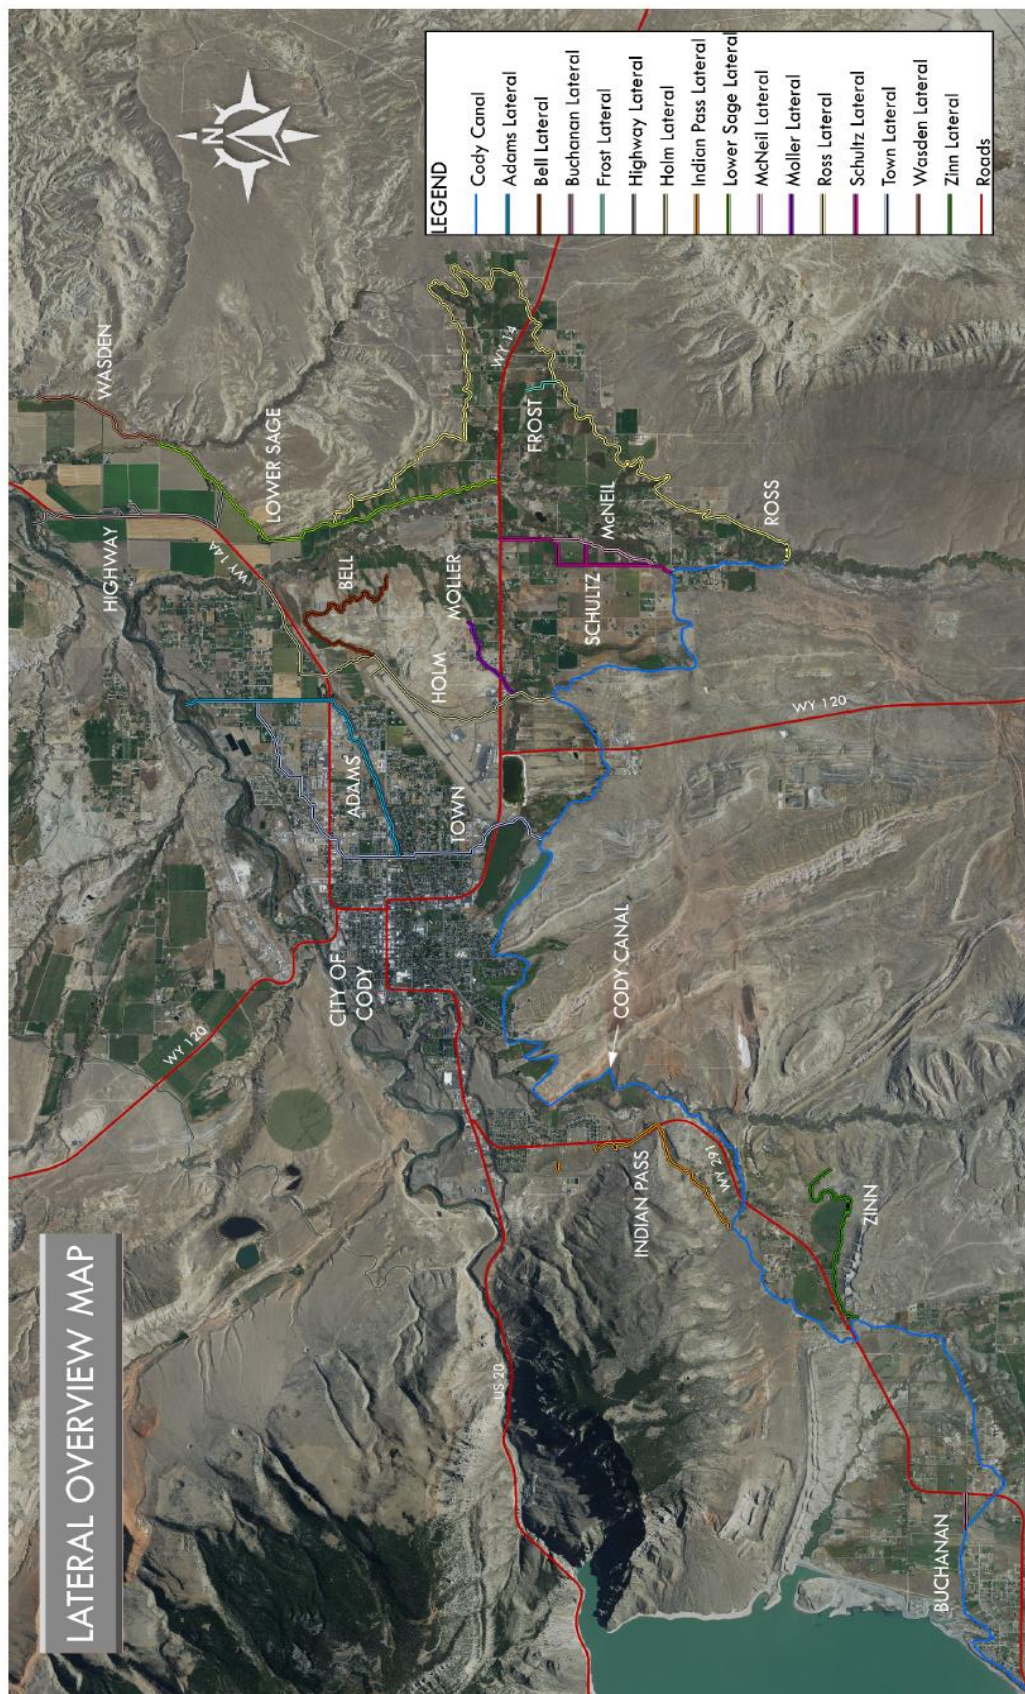 LATERAL OVERVIEW MAP
N
LEGEND
Cody Canal
Adams Lateral
Bell Lateral
Buchanan Lateral
Frost Lateral
Highway Lateral
Holm Lateral
Indian Pass Lateral
Lower Sage Lateral
McNeil Lateral
Moller Lateral
Ross Lateral
Schultz Lateral
Town Lateral
Wasden Lateral
Zinn Lateral
Roads
WASDEN
HIGHWAY
LOWER SAGE
WY 14A
BELL
MOLLER
HOLM
ADAMS
TOWN
WY 14
FROST
McNEIL
SCHULTZ
ROSS
WY 120
CITY OF
CODY
WY 120
CODY CANAL
INDIAN PASS
WY 291
ZINN
US 20
BUCHANAN